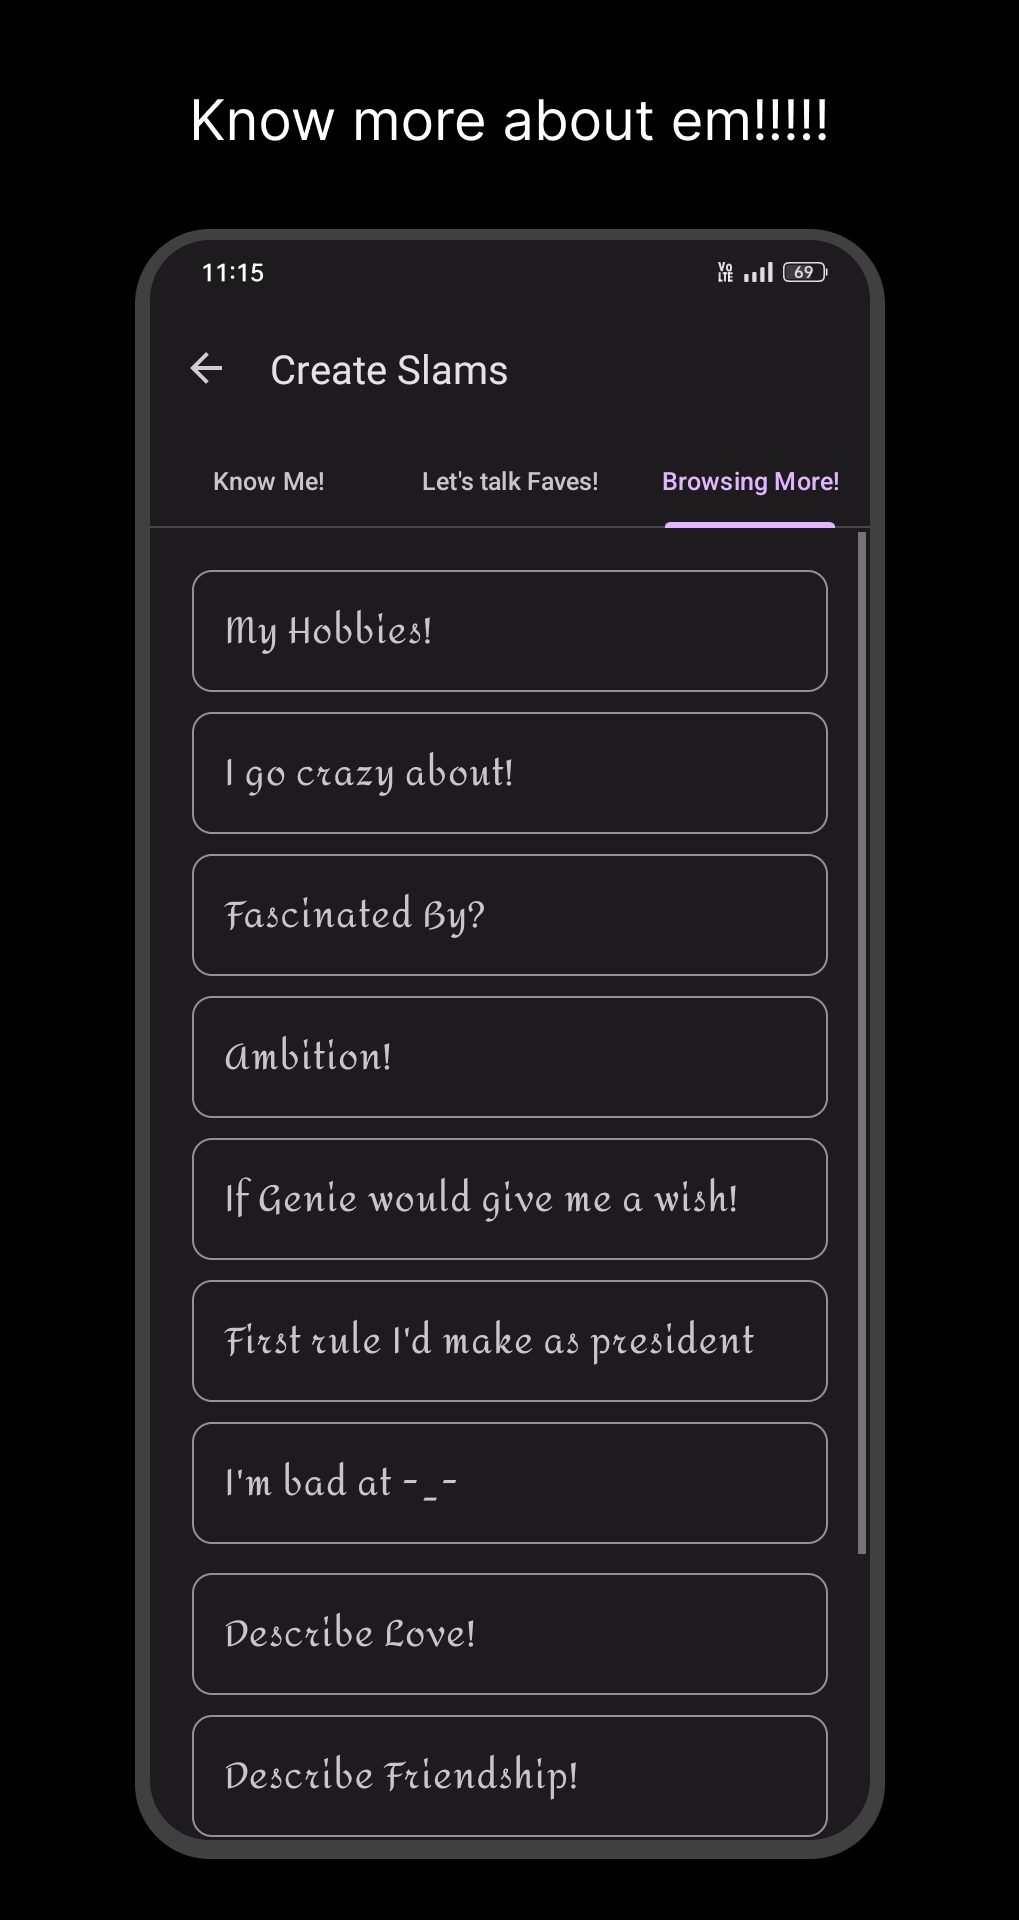 Know more about em!!!!!
11:15 Vo LTE 69
Create Slams
Know Me! Let's talk Faves! Browsing More!
My Hobbies!
I go crazy about!
Fascinated By?
Ambition!
If Genie would give me a wish!
First rule I'd make as president
I'm bad at -_-
Describe Love!
Describe Friendship!